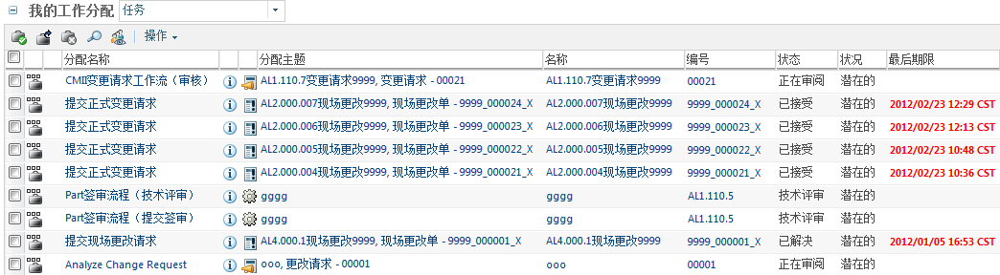 我的工作分配 任务
操作
分配名称 分配主题 名称 编号 状态 状况 最后期限
CMII变更请求工作流（审核） AL1.110.7变更请求9999, 变更请求 - 00021 AL1.110.7变更请求9999 00021 正在审阅 潜在的
提交正式变更请求 AL2.000.007现场更改9999, 现场更改单 - 9999_000024_X AL2.000.007现场更改9999 9999_000024_X 已接受 潜在的 2012/02/23 12:29 CST
提交正式变更请求 AL2.000.006现场更改9999, 现场更改单 - 9999_000023_X AL2.000.006现场更改9999 9999_000023_X 已接受 潜在的 2012/02/23 12:13 CST
提交正式变更请求 AL2.000.005现场更改9999, 现场更改单 - 9999_000022_X AL2.000.005现场更改9999 9999_000022_X 已接受 潜在的 2012/02/23 10:48 CST
提交正式变更请求 AL2.000.004现场更改9999, 现场更改单 - 9999_000021_X AL2.000.004现场更改9999 9999_000021_X 已接受 潜在的 2012/02/23 10:36 CST
Part签审流程（技术评审） gggg gggg AL1.110.5 技术评审 潜在的
Part签审流程（提交签审） gggg gggg AL1.110.5 技术评审 潜在的
提交现场更改请求 AL4.000.1现场更改9999, 现场更改单 - 9999_000001_X AL4.000.1现场更改9999 9999_000001_X 已解决 潜在的 2012/01/05 16:53 CST
Analyze Change Request ooo, 更改请求 - 00001 ooo 00001 正在审阅 潜在的